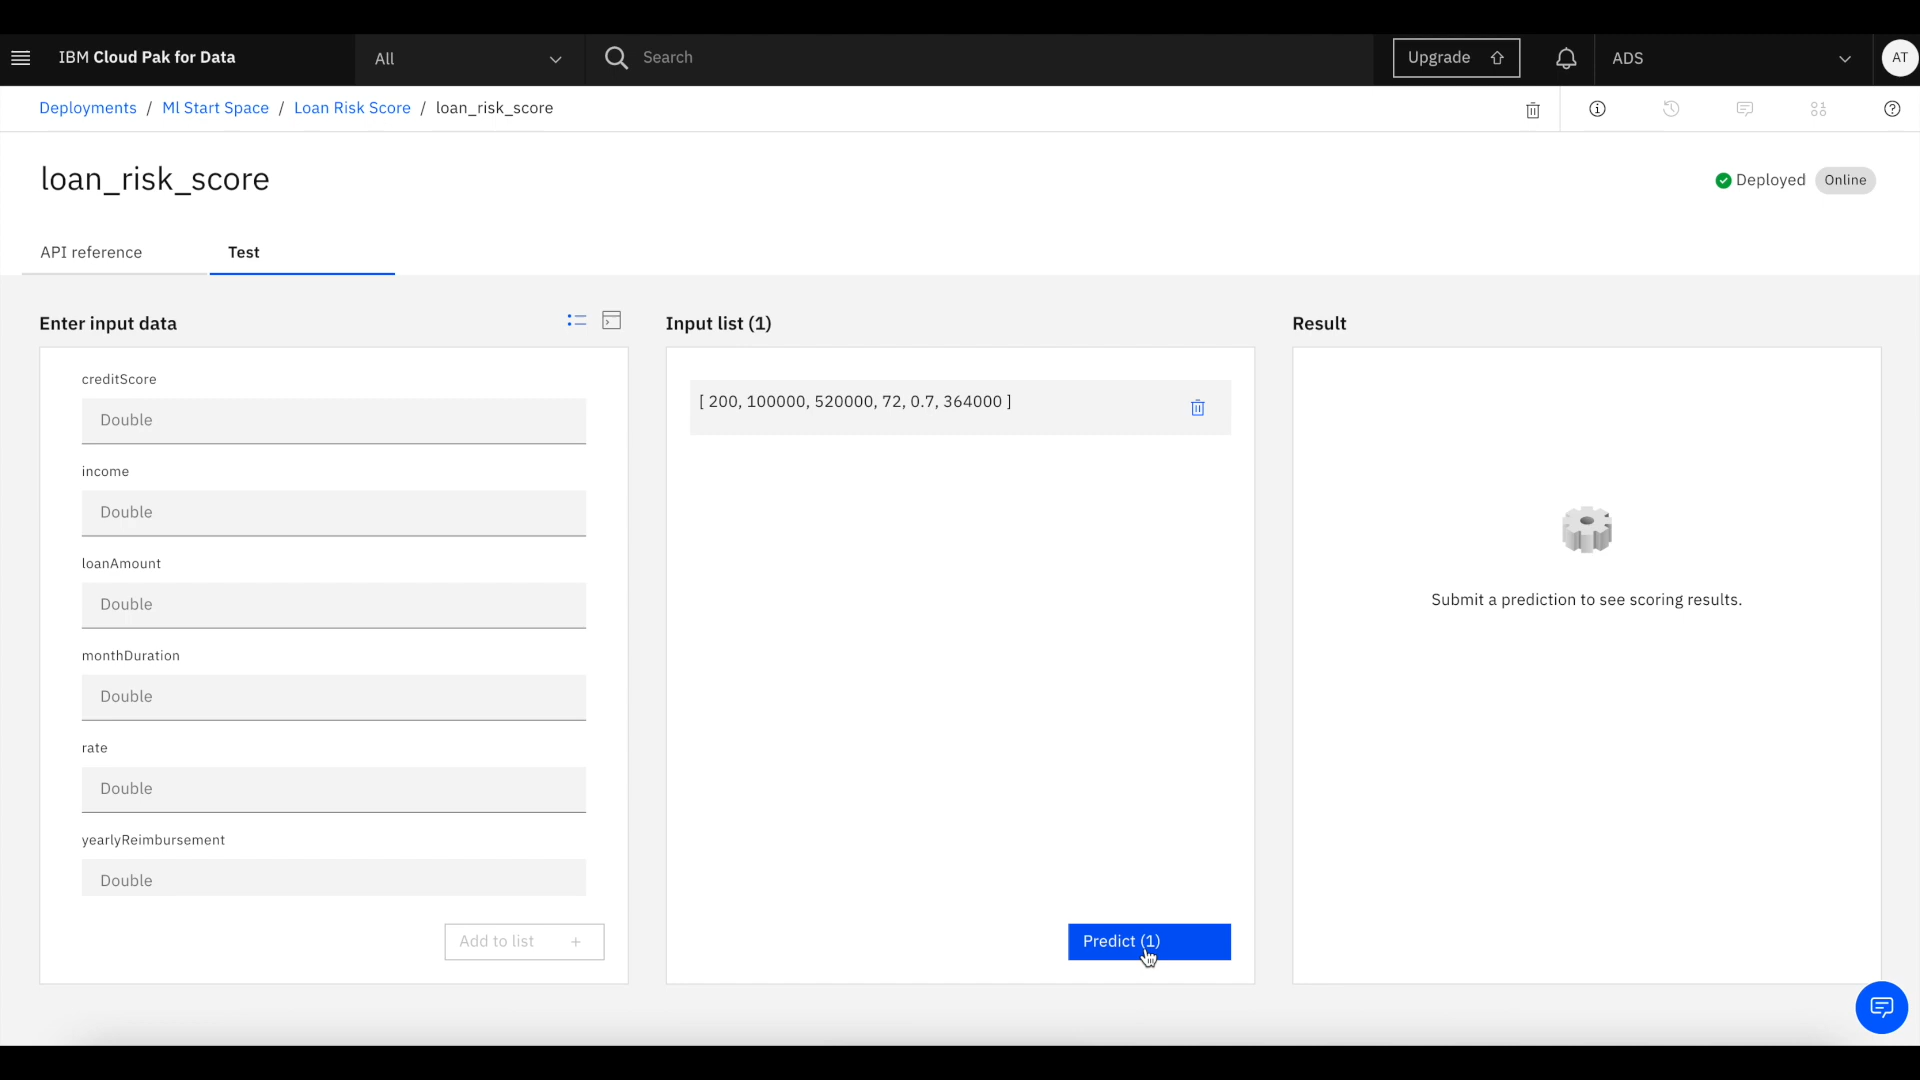 IBM Cloud Pak for Data
All
Search
Upgrade
ADS
AT
Deployments / Ml Start Space / Loan Risk Score / loan_risk_score
loan_risk_score
Deployed Online
API reference
Test
Enter input data
creditScore
Double
income
Double
loanAmount
Double
monthDuration
Double
rate
Double
yearlyReimbursement
Double
Add to list +
Input list (1)
[ 200, 100000, 520000, 72, 0.7, 364000 ]
Predict (1)
Result
Submit a prediction to see scoring results.